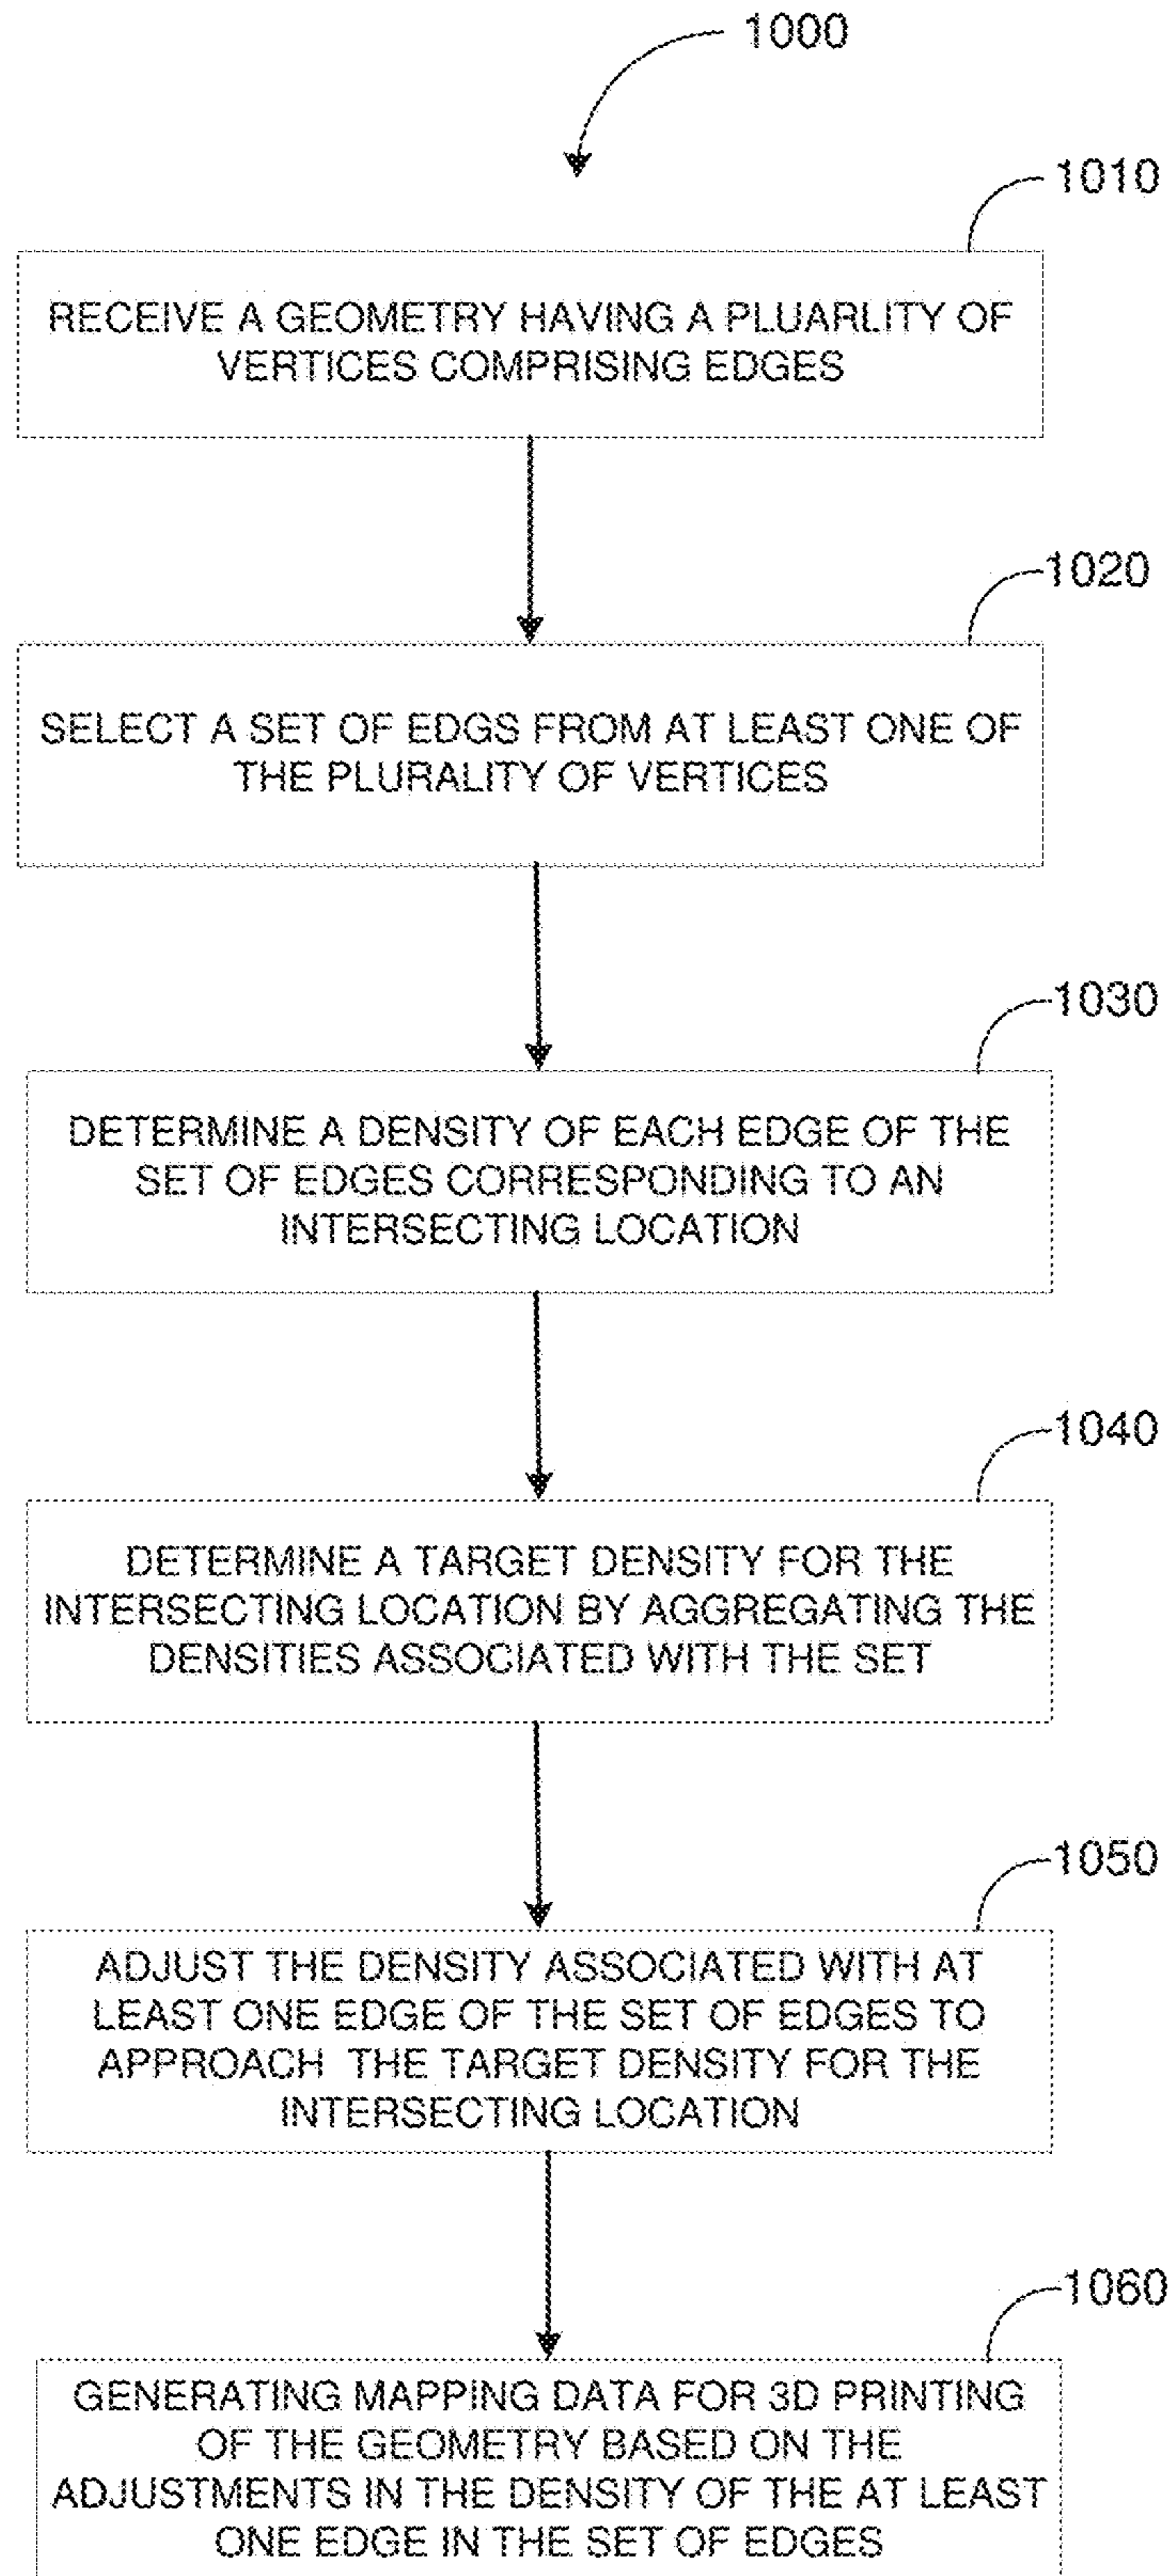 1000
1010
RECEIVE A GEOMETRY HAVING A PLUARLITY OF
VERTICES COMPRISING EDGES
1020
SELECT A SET OF EDGS FROM AT LEAST ONE OF
THE PLURALITY OF VERTICES
1030
DETERMINE A DENSITY OF EACH EDGE OF THE
SET OF EDGES CORRESPONDING TO AN
INTERSECTING LOCATION
1040
DETERMINE A TARGET DENSITY FOR THE
INTERSECTING LOCATION BY AGGREGATING THE
DENSITIES ASSOCIATED WITH THE SET
1050
ADJUST THE DENSITY ASSOCIATED WITH AT
LEAST ONE EDGE OF THE SET OF EDGES TO
APPROACH THE TARGET DENSITY FOR THE
INTERSECTING LOCATION
1060
GENERATING MAPPING DATA FOR 3D PRINTING
OF THE GEOMETRY BASED ON THE
ADJUSTMENTS IN THE DENSITY OF THE AT LEAST
ONE EDGE IN THE SET OF EDGES